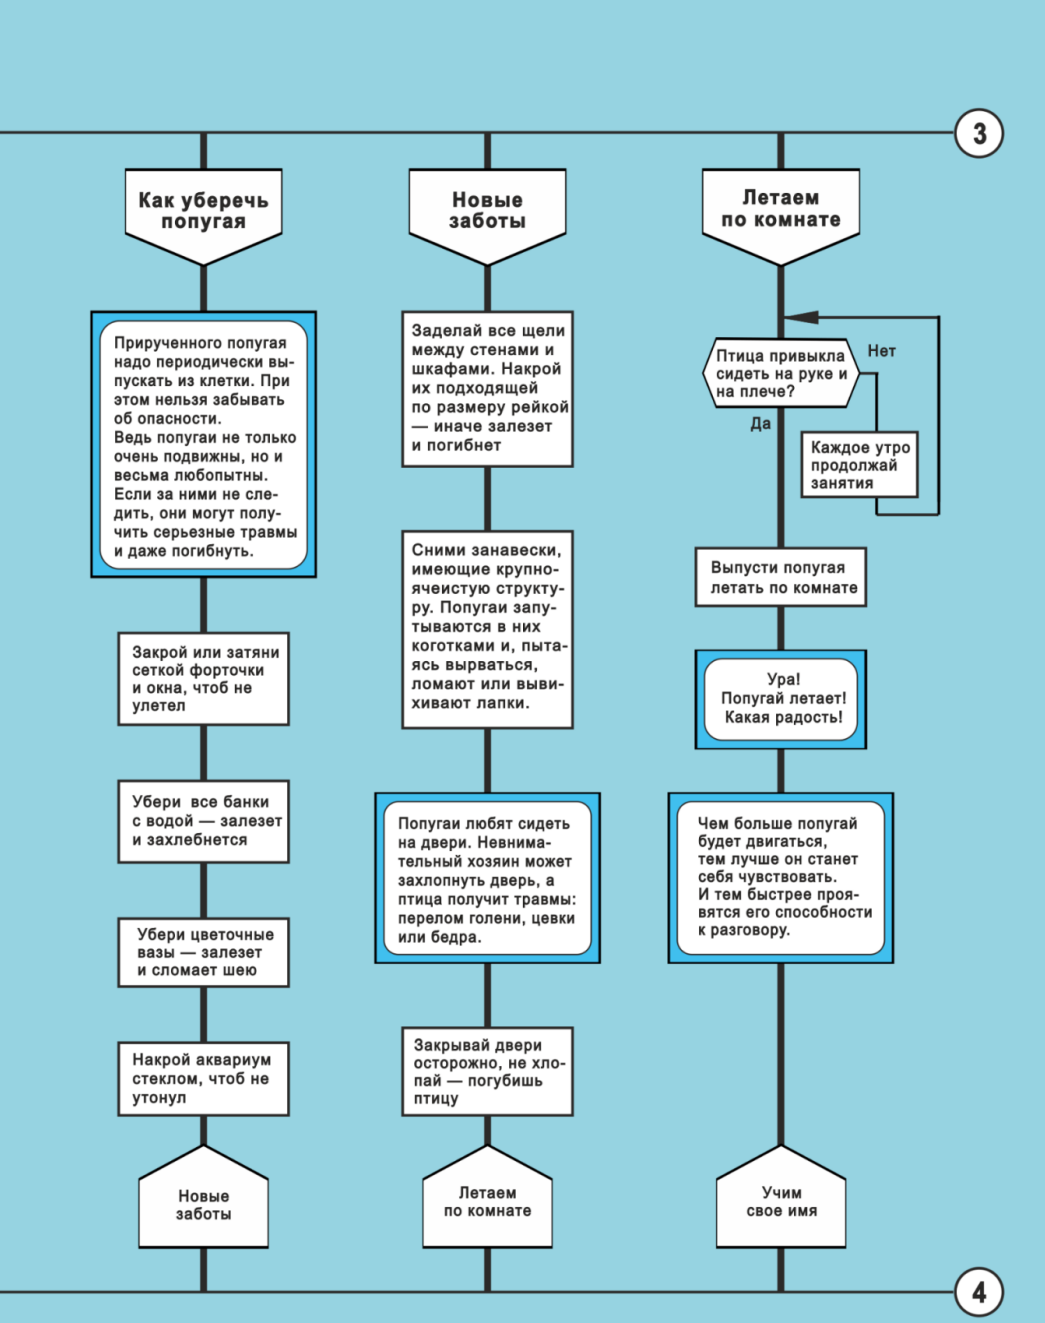 3
Как уберечь
попугая
Прирученного попугая
надо периодически вы-
пускать из клетки. При
этом нельзя забывать
об опасности.
Ведь попугаи не только
очень подвижны, но и
весьма любопытны.
Если за ними не сле-
дить, они могут полу-
чить серьезные травмы
и даже погибнуть.
Закрой или затяни
сеткой форточки
и окна, чтоб не
улетел
Убери все банки
с водой — залезет
и захлебнется
Убери цветочные
вазы — залезет
и сломает шею
Накрой аквариум
стеклом, чтоб не
утонул
Новые
заботы
Новые
заботы
Заделай все щели
между стенами и
шкафами. Накрой
их подходящей
по размеру рейкой
— иначе залезет
и погибнет
Сними занавески,
имеющие крупно-
ячеистую структу-
ру. Попугаи запу-
тываются в них
коготками и, пыта-
ясь вырваться,
ломают или выви-
хивают лапки.
Попугаи любят сидеть
на двери. Невнима-
тельный хозяин может
захлопнуть дверь, а
птица получит травмы:
перелом голени, цевки
или бедра.
Закрывай двери
осторожно, не хло-
пай — погубишь
птицу
Летаем
по комнате
Летаем
по комнате
Птица привыкла
сидеть на руке и
на плече?
Нет
Да
Каждое утро
продолжай
занятия
Выпусти попугая
летать по комнате
Ура!
Попугай летает!
Какая радость!
Чем больше попугай
будет двигаться,
тем лучше он станет
себя чувствовать.
И тем быстрее проя-
вятся его способности
к разговору.
Учим
свое имя
4